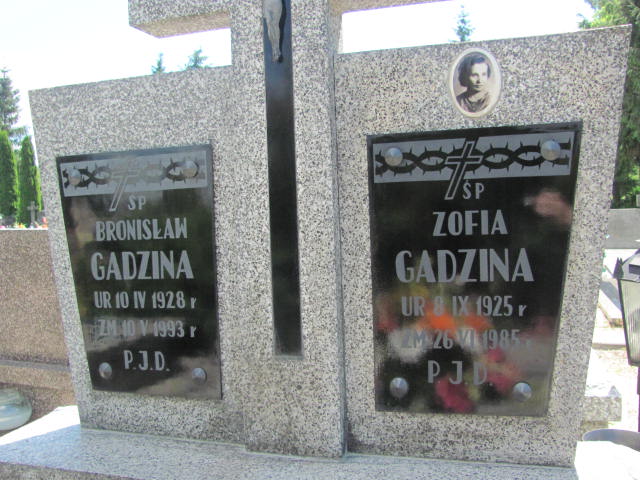 ŚP
BRONISŁAW
GADZINA
UR 10 IV 1928 r
ZM 10 V 1993 r
P.J.D.
ŚP
ZOFIA
GADZINA
UR 8 IX 1925 r
ZM 26 VI 1985 r
P J D.